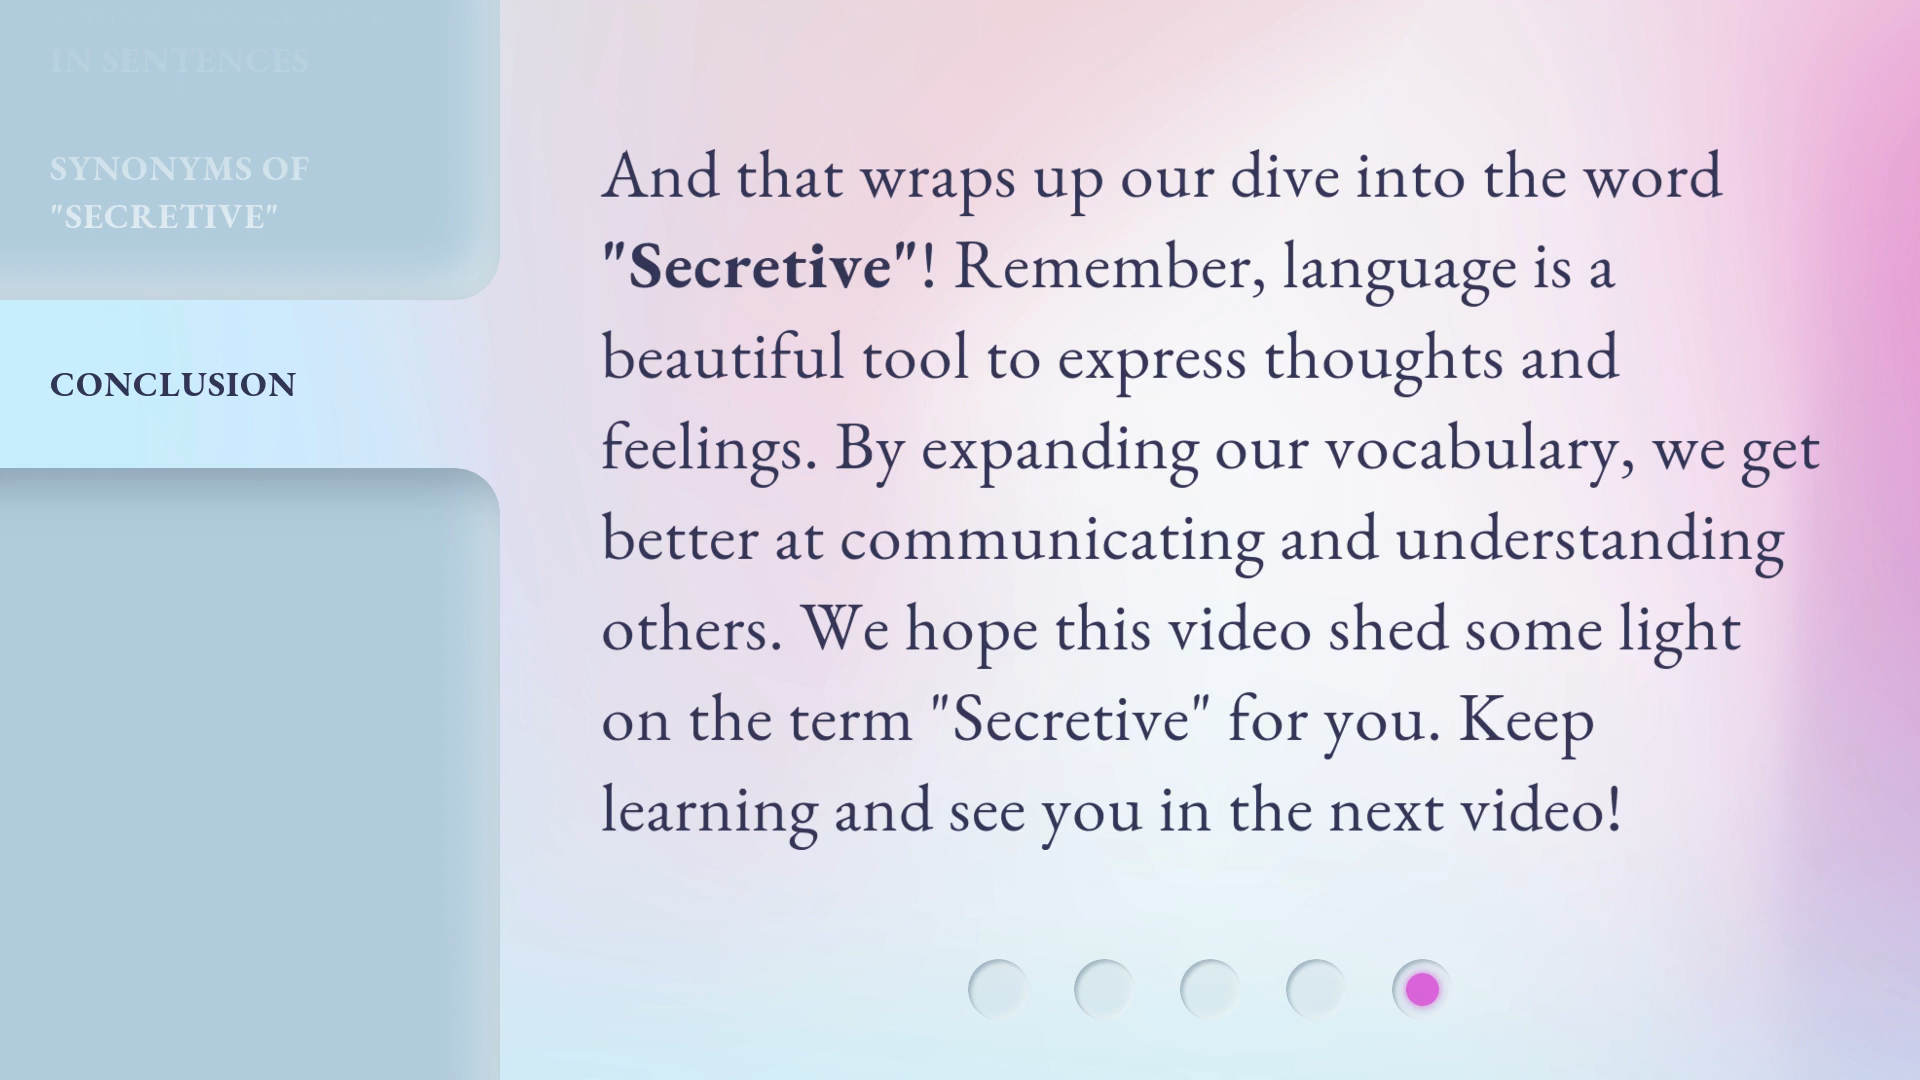 IN SENTENCES
SYNONYMS OF
"SECRETIVE"
CONCLUSION
And that wraps up our dive into the word
"Secretive"! Remember, language is a
beautiful tool to express thoughts and
feelings. By expanding our vocabulary, we get
better at communicating and understanding
others. We hope this video shed some light
on the term "Secretive" for you. Keep
learning and see you in the next video!